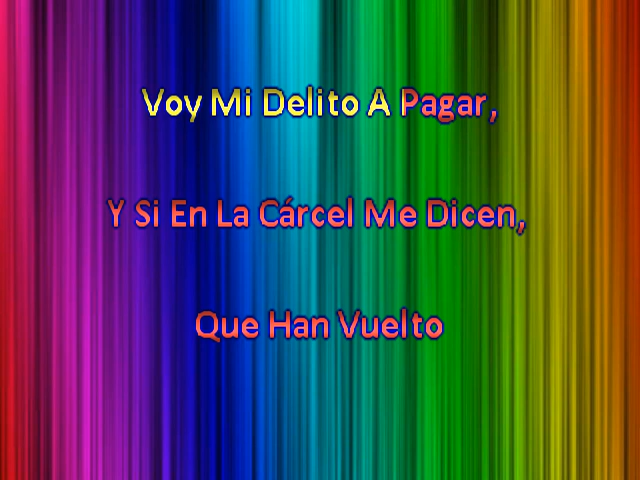 Voy Mi Delito A Pagar,
Y Si En La Cárcel Me Dicen,
Que Han Vuelto